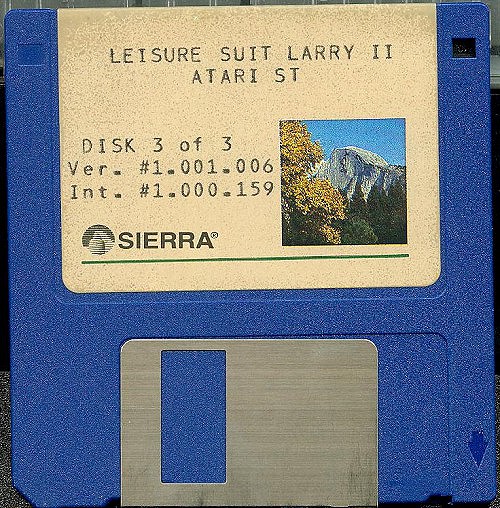 LEISURE SUIT LARRY II
ATARI ST
DISK 3 of 3
Ver. #1.001.006
Int. #1.000.159
SIERRA®